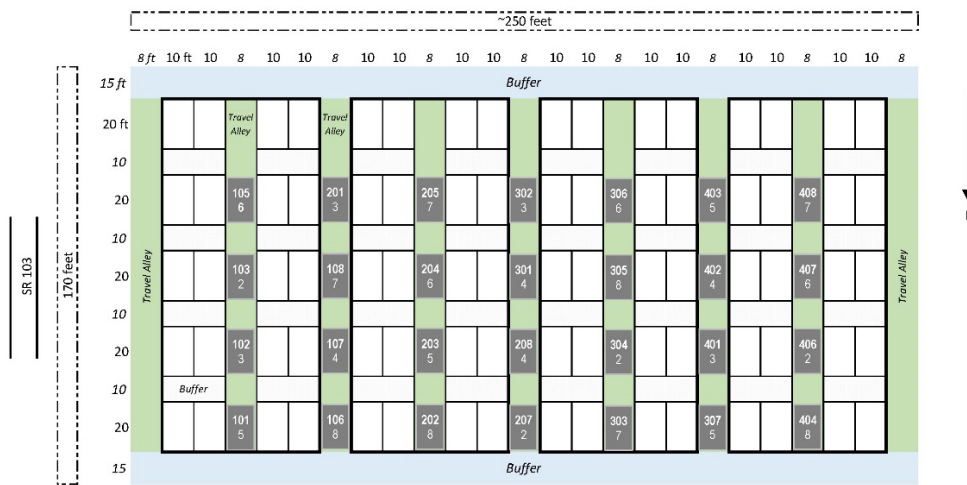 ~250 feet
8 ft 10 ft 10 8 10 10 8 10 10 8 10 10 8 10 10 8 10 10 8 10 10 8 10 10 8
15 ft Buffer
20 ft Travel Alley Travel Alley
10
20 105 201 205 302 306 403 408
6 3 7 3 6 5 7
10
20 103 108 204 301 305 402 407
2 7 6 4 8 4 6
10
20 102 107 203 208 304 401 406
3 4 5 4 2 3 2
10 Buffer
20 101 106 202 207 303 307 404
5 8 8 2 7 5 8
15 Buffer
SR 103
170 feet
Travel Alley
Travel Alley